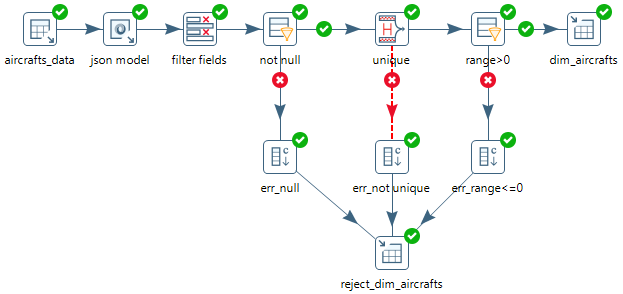 aircrafts_data
json model
filter fields
not null
unique
range>0
dim_aircrafts
err_null
err_not unique
err_range<=0
reject_dim_aircrafts